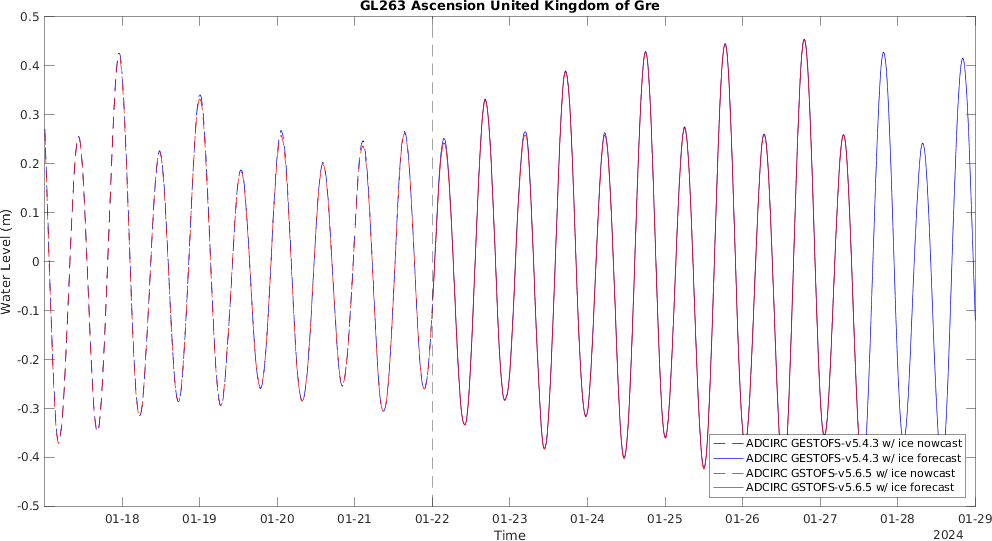 GL263 Ascension United Kingdom of Gre
0.5
0.4
0.3
0.2
0.1
0
-0.1
-0.2
-0.3
-0.4
-0.5
Water Level (m)
ADCIRC GESTOFS-v5.4.3 w/ ice nowcast
ADCIRC GESTOFS-v5.4.3 w/ ice forecast
ADCIRC GSTOFS-v5.6.5 w/ ice nowcast
ADCIRC GSTOFS-v5.6.5 w/ ice forecast
01-18 01-19 01-20 01-21 01-22 01-23 01-24 01-25 01-26 01-27 01-28 01-29
Time
2024